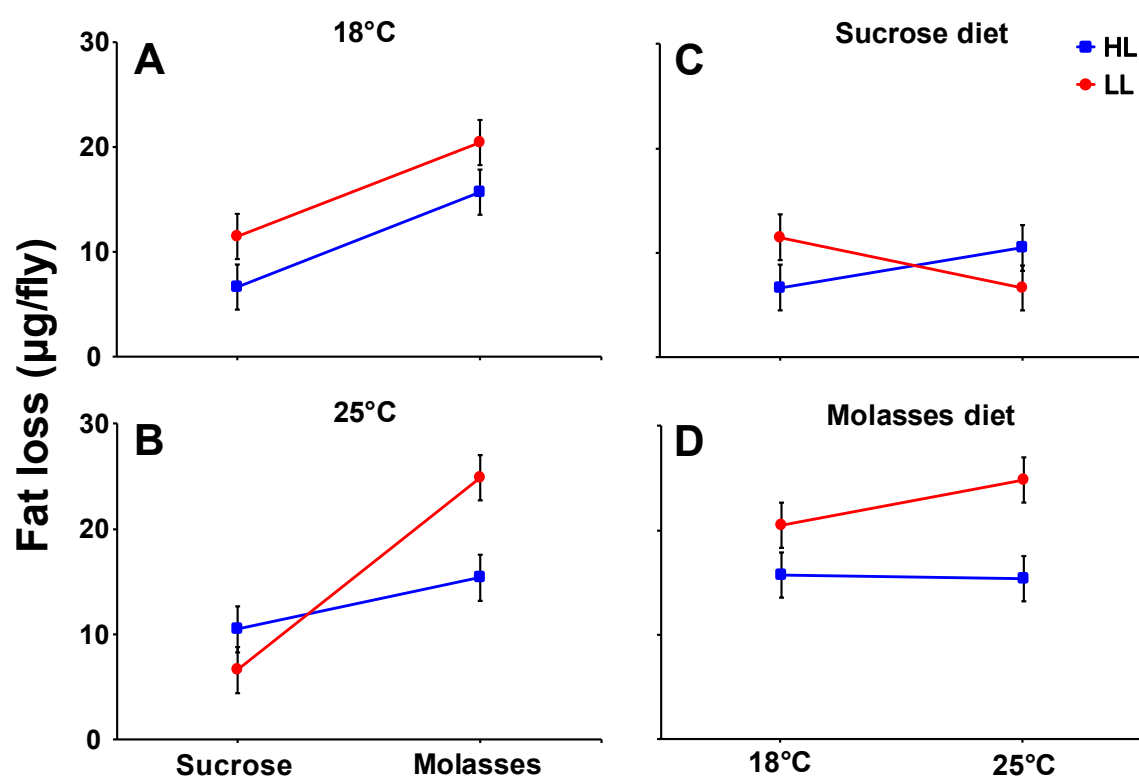 Fat loss (µg/fly)
A
18°C
30
20
10
0
B
25°C
30
20
10
0
Sucrose
Molasses
C
Sucrose diet
HL
LL
D
Molasses diet
18°C
25°C